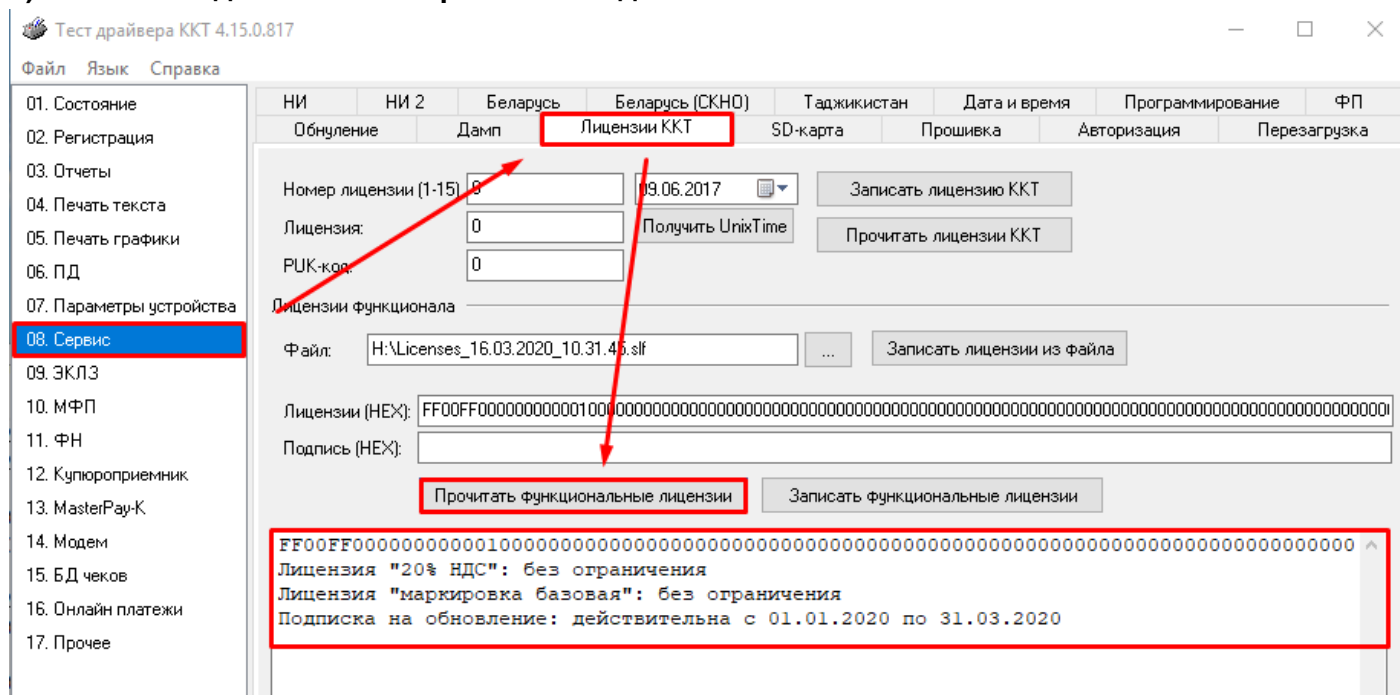 Тест драйвера ККТ 4.15.0.817
Файл Язык Справка
01. Состояние
02. Регистрация
03. Отчеты
04. Печать текста
05. Печать графики
06. ПД
07. Параметры устройства
08. Сервис
09. ЭКЛЗ
10. МФП
11. ФН
12. Купюроприемник
13. MasterPay-K
14. Модем
15. БД чеков
16. Онлайн платежи
17. Прочее
НИ НИ 2 Беларусь Беларусь (СКНО) Таджикистан Дата и время Программирование ФП
Обнуление Дамп Лицензии ККТ SD-карта Прошивка Авторизация Перезагрузка
Номер лицензии (1-15) 09.06.2017 Записать лицензию ККТ
Лицензия: 0 Получить UnixTime Прочитать лицензии ККТ
PUK-код: 0
Лицензии функционала
Файл: H:\Licenses_16.03.2020_10.31.45.slf ... Записать лицензии из файла
Лицензии (HEX):
Подпись (HEX):
Прочитать функциональные лицензии Записать функциональные лицензии
Лицензия "20% НДС": без ограничения
Лицензия "маркировка базовая": без ограничения
Подписка на обновление: действительна с 01.01.2020 по 31.03.2020